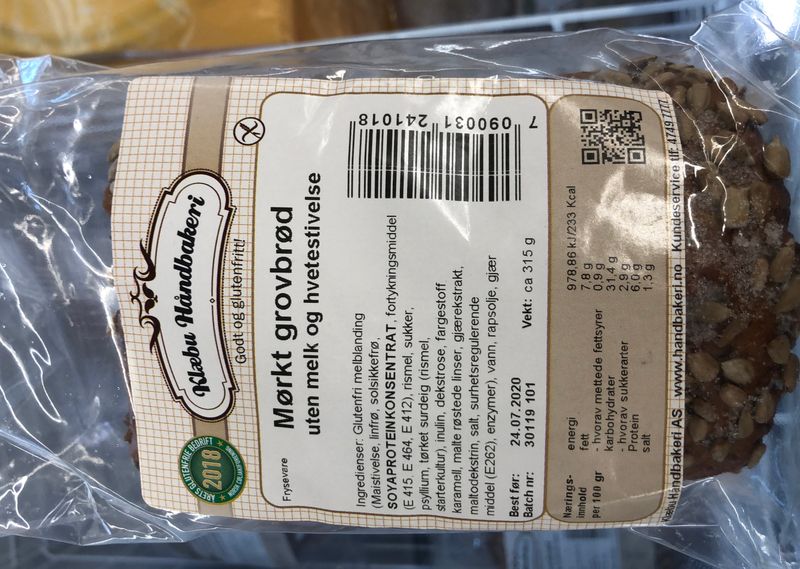 Klæbu Håndbakeri
Godt og glutenfritt!
ÅRETS GLUTENFRIE BEDRIFT
2018
Frysevare
Mørkt grovbrød
uten melk og hvetestivelse
Ingredienser: Glutenfri melblanding
(Maisstivelse, linfrø, solsikkefrø,
SOYAPROTEINKONSENTRAT, fortykningsmiddel
(E 415, E 464, E 412), rismel, sukker,
psyllium, tørket surdeig (rismel,
starterkultur), inulin, dekstrose, fargestoff
karamell, malte røstede linser, gjærekstrakt,
maltodekstrin, salt, surhetsregulerende
middel (E262), enzymer), vann, rapsolje, gjær
Best før: 24.07.2020 Vekt: ca 315 g
Batch nr: 30119 101
7 090031 241018
Nærings-
innhold
per 100 gr
energi 978,86 kJ/233 Kcal
fett 7,8 g
- hvorav mettede fettsyrer 0,9 g
karbohydrater 31,4 g
- hvorav sukkerarter 2,9 g
Protein 6,0 g
salt 1,3 g
Klæbu Håndbakeri AS www.handbakeri.no Kundeservice tlf: 4749 7777